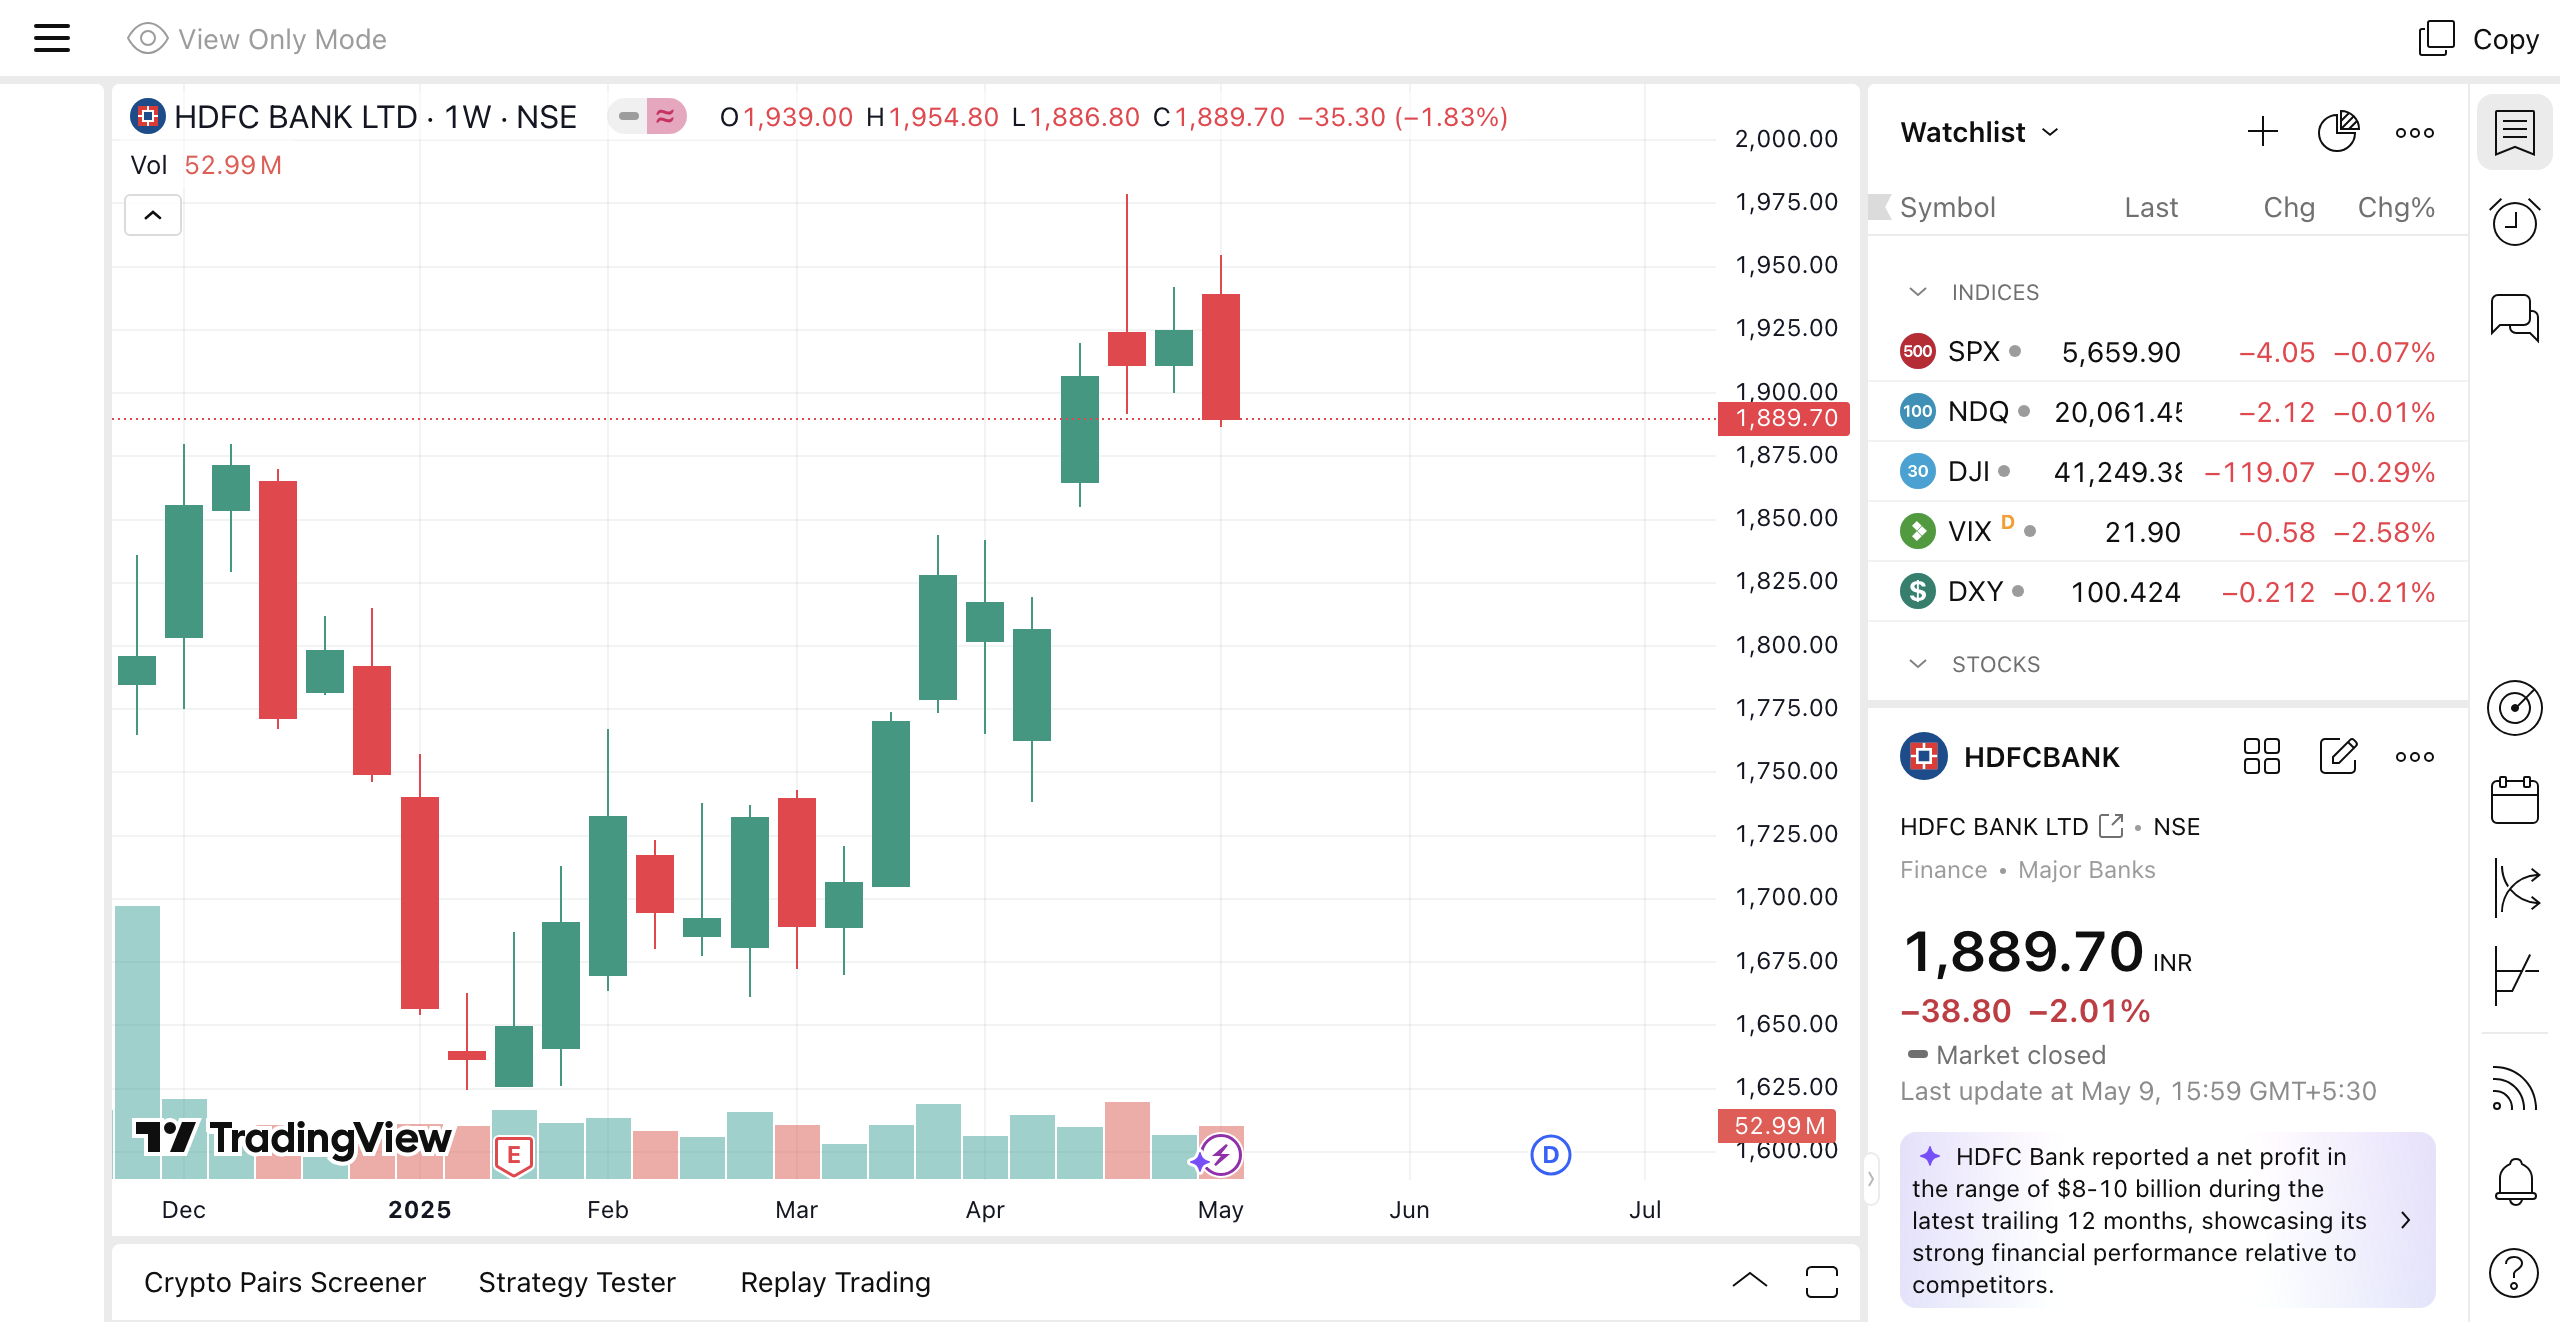 View Only Mode
Copy
HDFC BANK LTD · 1W · NSE O1,939.00 H1,954.80 L1,886.80 C1,889.70 −35.30 (−1.83%)
Vol 52.99 M
2,000.00
1,975.00
1,950.00
1,925.00
1,900.00
1,889.70
1,875.00
1,850.00
1,825.00
1,800.00
1,775.00
1,750.00
1,725.00
1,700.00
1,675.00
1,650.00
1,625.00
52.99 M
1,600.00
TradingView
E
D
Dec 2025 Feb Mar Apr May Jun Jul
Crypto Pairs Screener Strategy Tester Replay Trading
Watchlist
Symbol Last Chg Chg%
INDICES
500 SPX 5,659.90 −4.05 −0.07%
100 NDQ 20,061.45 −2.12 −0.01%
30 DJI 41,249.38 −119.07 −0.29%
VIX D 21.90 −0.58 −2.58%
$ DXY 100.424 −0.212 −0.21%
STOCKS
HDFCBANK
HDFC BANK LTD • NSE
Finance • Major Banks
1,889.70 INR
−38.80 −2.01%
Market closed
Last update at May 9, 15:59 GMT+5:30
HDFC Bank reported a net profit in
the range of $8-10 billion during the
latest trailing 12 months, showcasing its
strong financial performance relative to
competitors.